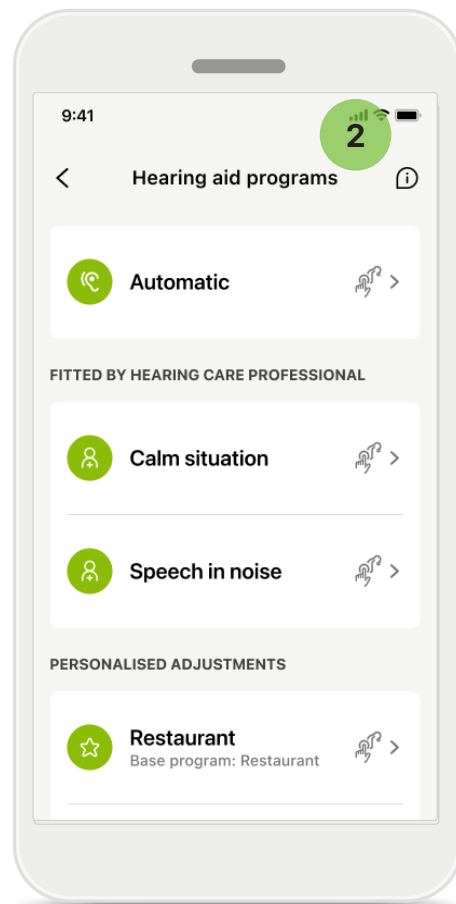 9:41
2
Hearing aid programs
Automatic
FITTED BY HEARING CARE PROFESSIONAL
Calm situation
Speech in noise
PERSONALISED ADJUSTMENTS
Restaurant
Base program: Restaurant